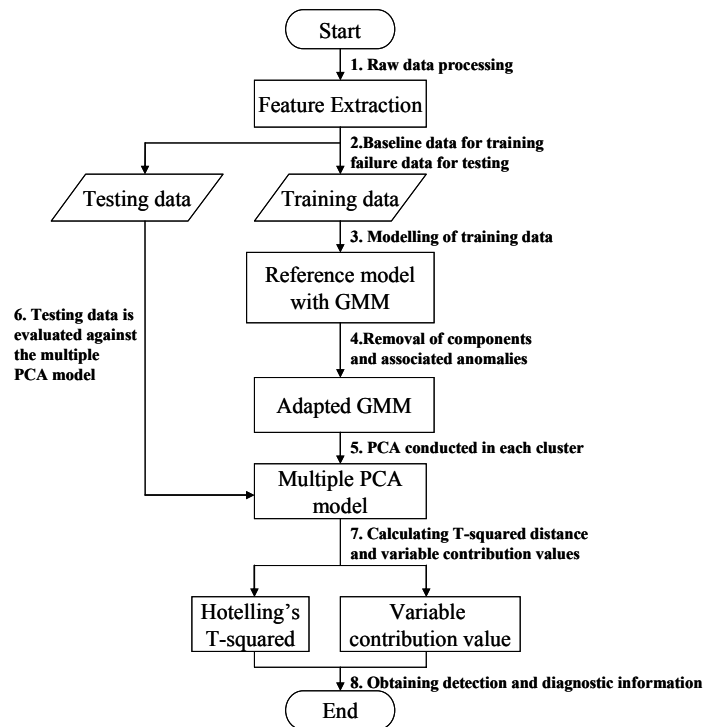 Start
1. Raw data processing
Feature Extraction
2.Baseline data for training
failure data for testing
Testing data
Training data
3. Modelling of training data
Reference model
with GMM
6. Testing data is
evaluated against
the multiple
PCA model
4.Removal of components
and associated anomalies
Adapted GMM
5. PCA conducted in each cluster
Multiple PCA
model
7. Calculating T-squared distance
and variable contribution values
Hotelling's
T-squared
Variable
contribution value
8. Obtaining detection and diagnostic information
End